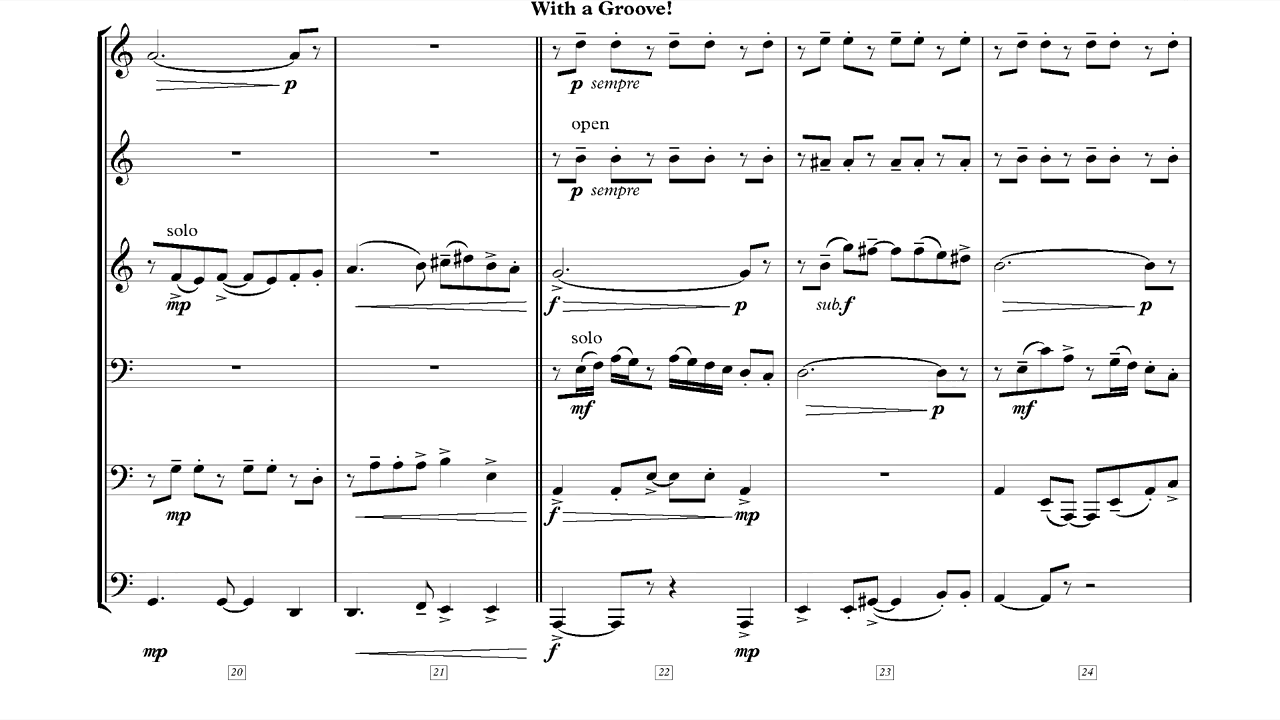 With a Groove!
p
p sempre
open
p sempre
solo
mp
f
p
sub. f
p
solo
mf
p
mf
mp
f
mp
mp
f
mp
20
21
22
23
24